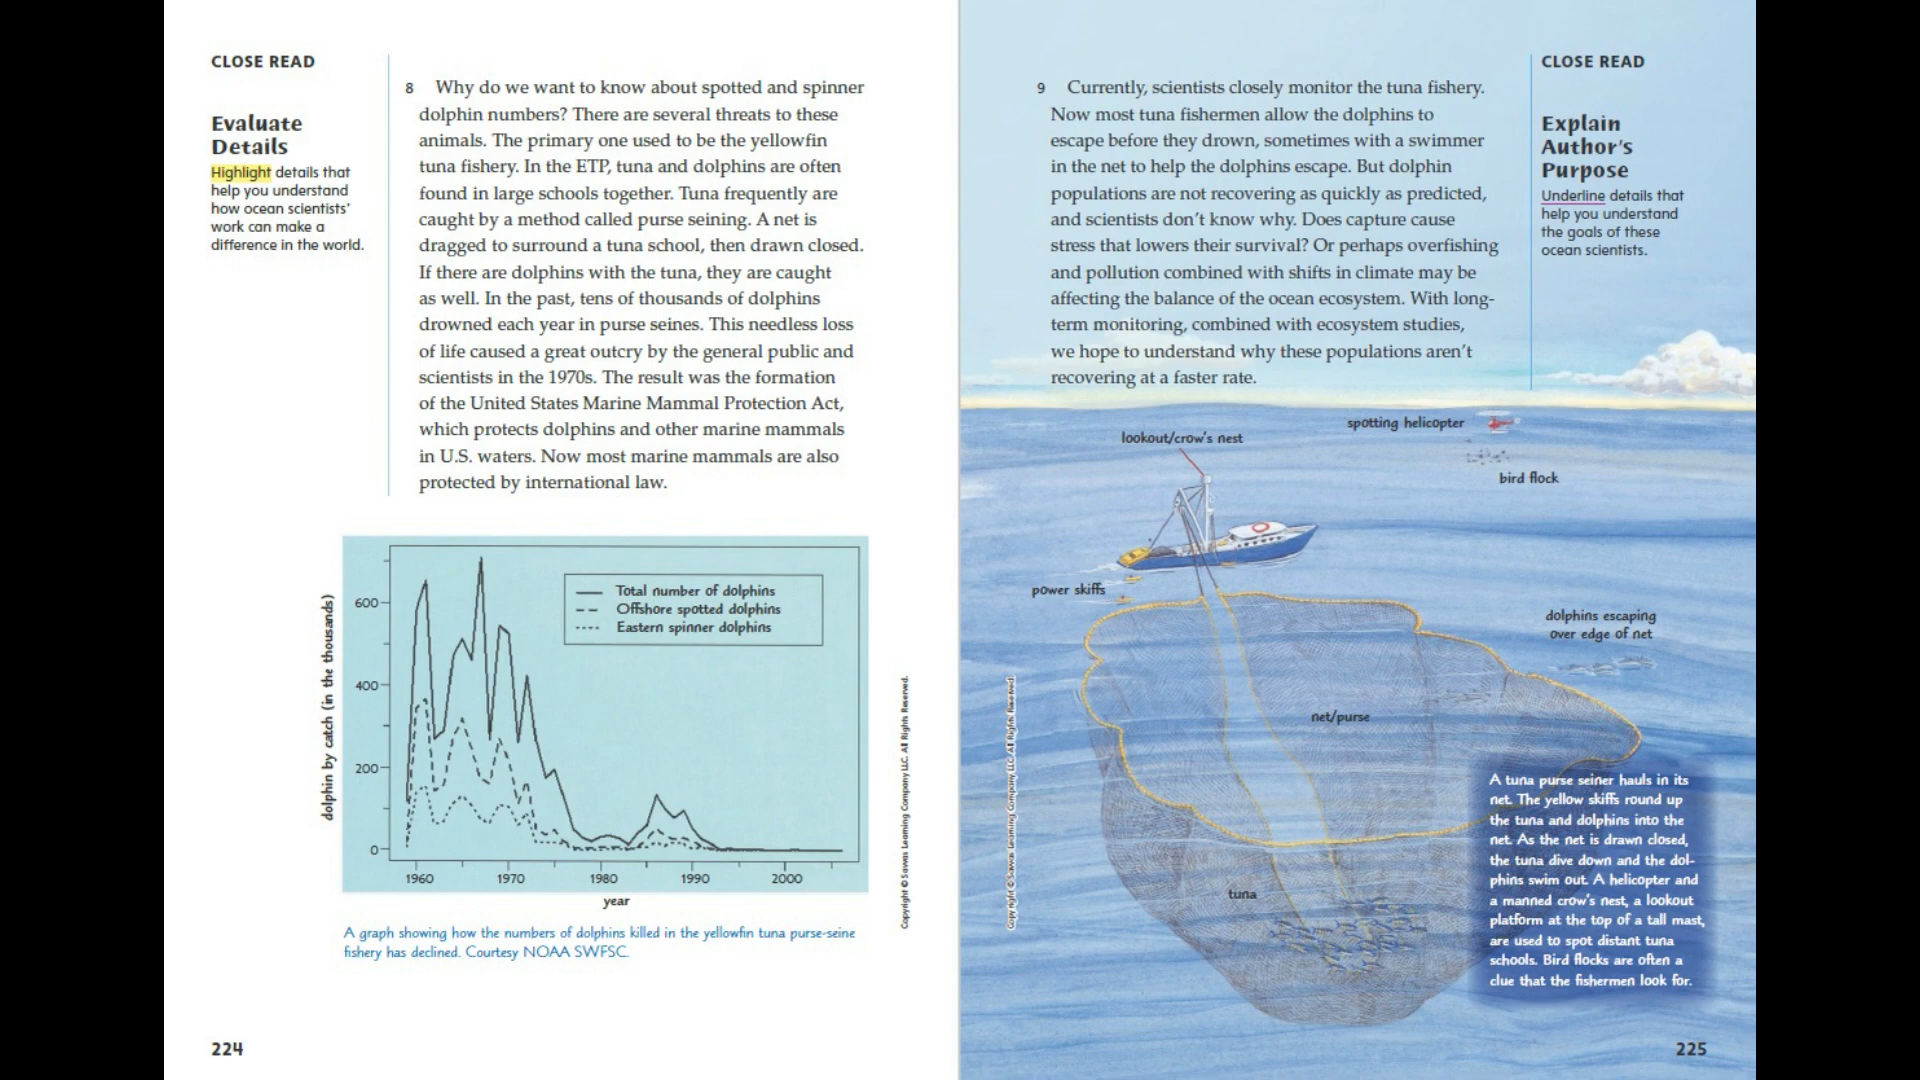 CLOSE READ
Evaluate
Details
Highlight details that
help you understand
how ocean scientists’
work can make a
difference in the world.
8 Why do we want to know about spotted and spinner
dolphin numbers? There are several threats to these
animals. The primary one used to be the yellowfin
tuna fishery. In the ETP, tuna and dolphins are often
found in large schools together. Tuna frequently are
caught by a method called purse seining. A net is
dragged to surround a tuna school, then drawn closed.
If there are dolphins with the tuna, they are caught
as well. In the past, tens of thousands of dolphins
drowned each year in purse seines. This needless loss
of life caused a great outcry by the general public and
scientists in the 1970s. The result was the formation
of the United States Marine Mammal Protection Act,
which protects dolphins and other marine mammals
in U.S. waters. Now most marine mammals are also
protected by international law.
dolphin by catch (in the thousands)
600
400
200
0
Total number of dolphins
Offshore spotted dolphins
Eastern spinner dolphins
1960 1970 1980 1990 2000
year
A graph showing how the numbers of dolphins killed in the yellowfin tuna purse-seine
fishery has declined. Courtesy NOAA SWFSC.
Copyright © Savvas Learning Company LLC. All Rights Reserved.
224
9 Currently, scientists closely monitor the tuna fishery.
Now most tuna fishermen allow the dolphins to
escape before they drown, sometimes with a swimmer
in the net to help the dolphins escape. But dolphin
populations are not recovering as quickly as predicted,
and scientists don’t know why. Does capture cause
stress that lowers their survival? Or perhaps overfishing
and pollution combined with shifts in climate may be
affecting the balance of the ocean ecosystem. With long-
term monitoring, combined with ecosystem studies,
we hope to understand why these populations aren’t
recovering at a faster rate.
CLOSE READ
Explain
Author’s
Purpose
Underline details that
help you understand
the goals of these
ocean scientists.
spotting helicopter
lookout/crow’s nest
bird flock
power skiffs
dolphins escaping
over edge of net
net/purse
tuna
A tuna purse seiner hauls in its
net. The yellow skiffs round up
the tuna and dolphins into the
net. As the net is drawn closed,
the tuna dive down and the dol-
phins swim out. A helicopter and
a manned crow’s nest, a lookout
platform at the top of a tall mast,
are used to spot distant tuna
schools. Bird flocks are often a
clue that the fishermen look for.
Copyright © Savvas Learning Company LLC. All Rights Reserved.
225